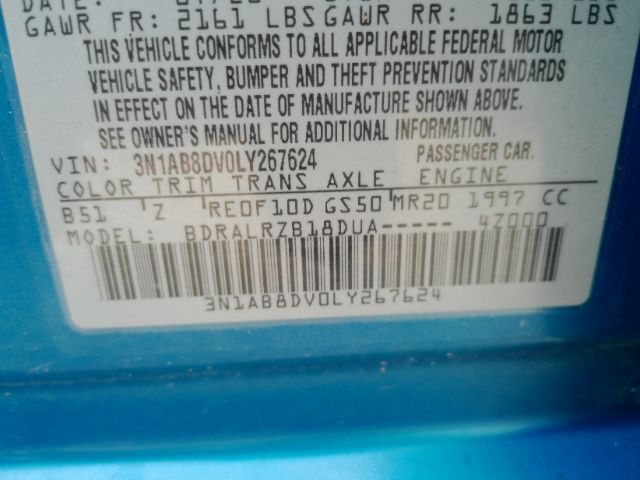 GAWR FR: 2161 LBS GAWR RR: 1863 LBS
THIS VEHICLE CONFORMS TO ALL APPLICABLE FEDERAL MOTOR
VEHICLE SAFETY, BUMPER AND THEFT PREVENTION STANDARDS
IN EFFECT ON THE DATE OF MANUFACTURE SHOWN ABOVE.
SEE OWNER'S MANUAL FOR ADDITIONAL INFORMATION.
VIN: 3N1AB8DV0LY267624 PASSENGER CAR.
COLOR TRIM TRANS AXLE ENGINE
B51 Z RE0F10D GS50 MR20 1997 CC
MODEL: BDRALRZB18DUA----- 4Z000
3N1AB8DV0LY267624